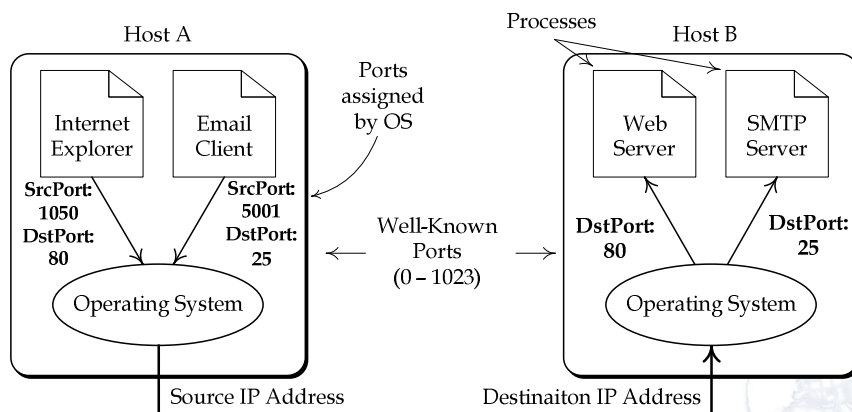 Processes
Host A
Host B
Ports
assigned
by OS
Internet
Explorer
Email
Client
Web
Server
SMTP
Server
SrcPort:
1050
DstPort:
80
SrcPort:
5001
DstPort:
25
Well-Known
Ports
(0 – 1023)
DstPort:
80
DstPort:
25
Operating System
Operating System
Source IP Address
Destinaiton IP Address